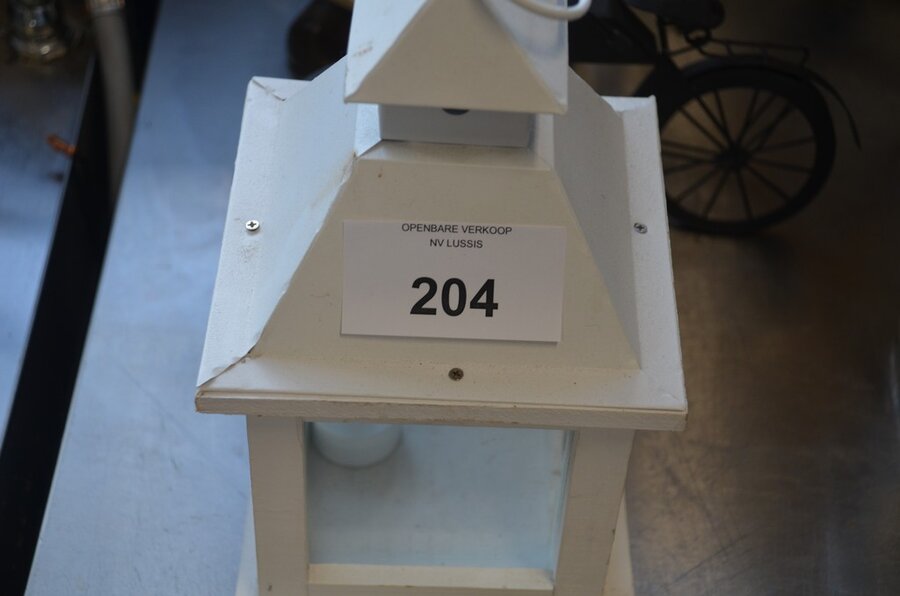 OPENBARE VERKOOP
NV LUSSIS
204